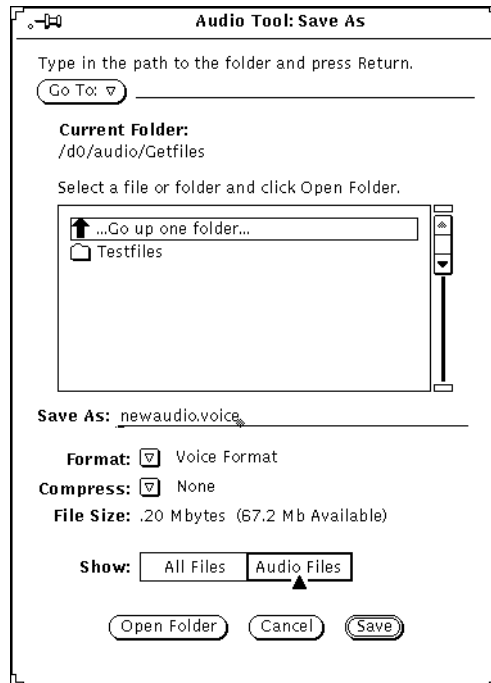 Audio Tool: Save As
Type in the path to the folder and press Return.
Go To:
Current Folder:
/d0/audio/Getfiles
Select a file or folder and click Open Folder.
...Go up one folder...
Testfiles
Save As: newaudio.voice
Format: Voice Format
Compress: None
File Size: .20 Mbytes (67.2 Mb Available)
Show: All Files Audio Files
Open Folder Cancel Save